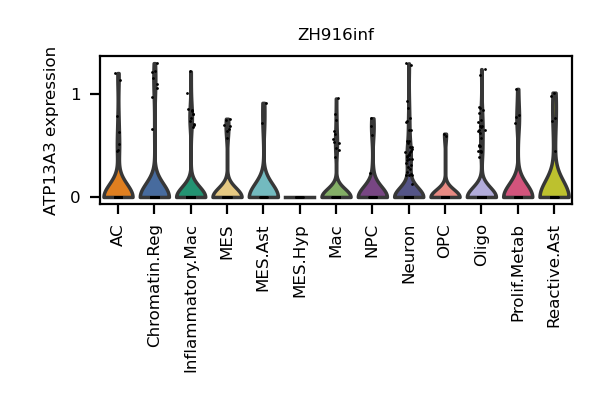 ZH916inf
ATP13A3 expression
1
0
AC
Chromatin.Reg
Inflammatory.Mac
MES
MES.Ast
MES.Hyp
Mac
NPC
Neuron
OPC
Oligo
Prolif.Metab
Reactive.Ast